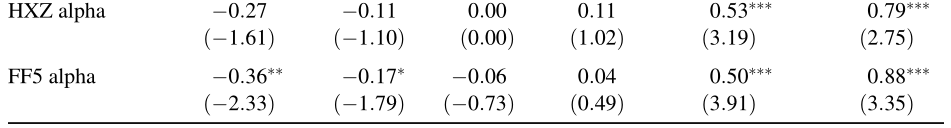 HXZ alpha −0.27 −0.11 0.00 0.11 0.53*** 0.79***
(−1.61) (−1.10) (0.00) (1.02) (3.19) (2.75)
FF5 alpha −0.36** −0.17* −0.06 0.04 0.50*** 0.88***
(−2.33) (−1.79) (−0.73) (0.49) (3.91) (3.35)